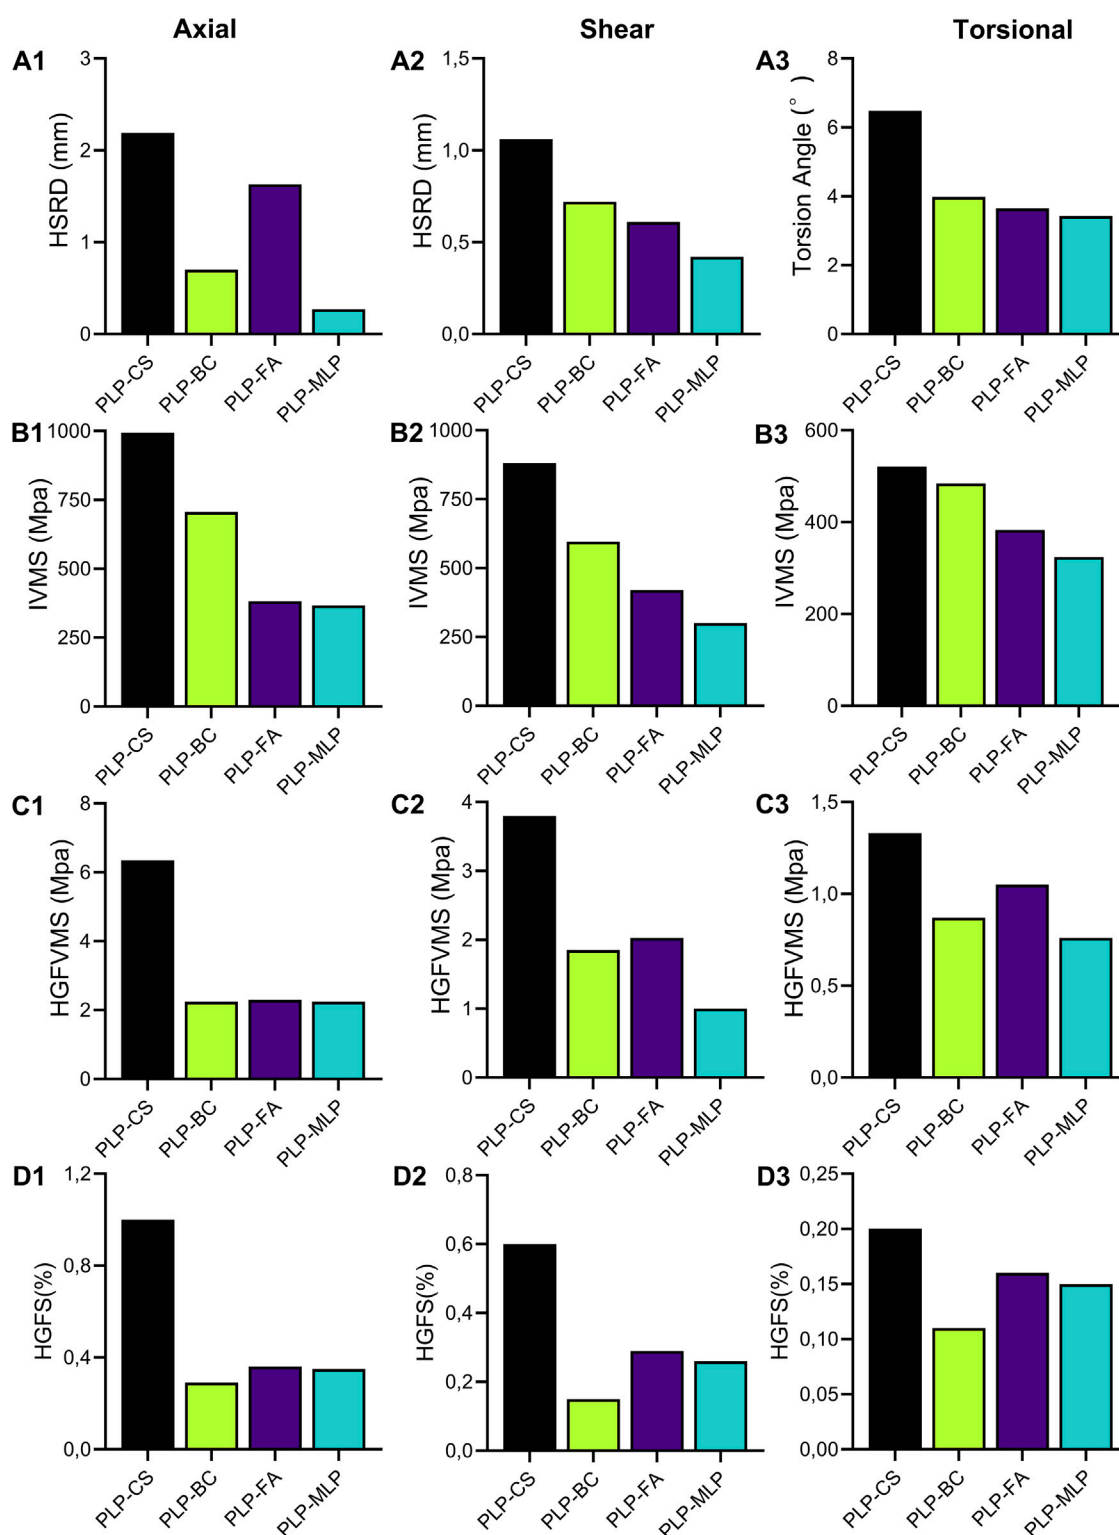 Axial Shear Torsional
A1
HSRD (mm)
3
2
1
0
PLP-CS PLP-BC PLP-FA PLP-MLP
A2
HSRD (mm)
1,5
1,0
0,5
0,0
PLP-CS PLP-BC PLP-FA PLP-MLP
A3
Torsion Angle (°)
8
6
4
2
0
PLP-CS PLP-BC PLP-FA PLP-MLP
B1
IVMS (Mpa)
1000
750
500
250
0
PLP-CS PLP-BC PLP-FA PLP-MLP
B2
IVMS (Mpa)
1000
750
500
250
0
PLP-CS PLP-BC PLP-FA PLP-MLP
B3
IVMS (Mpa)
600
400
200
0
PLP-CS PLP-BC PLP-FA PLP-MLP
C1
HGFVMS (Mpa)
8
6
4
2
0
PLP-CS PLP-BC PLP-FA PLP-MLP
C2
HGFVMS (Mpa)
4
3
2
1
0
PLP-CS PLP-BC PLP-FA PLP-MLP
C3
HGFVMS (Mpa)
1,5
1,0
0,5
0,0
PLP-CS PLP-BC PLP-FA PLP-MLP
D1
HGFS(%)
1,2
0,8
0,4
0,0
PLP-CS PLP-BC PLP-FA PLP-MLP
D2
HGFS(%)
0,8
0,6
0,4
0,2
0,0
PLP-CS PLP-BC PLP-FA PLP-MLP
D3
HGFS(%)
0,25
0,20
0,15
0,10
0,05
0,00
PLP-CS PLP-BC PLP-FA PLP-MLP